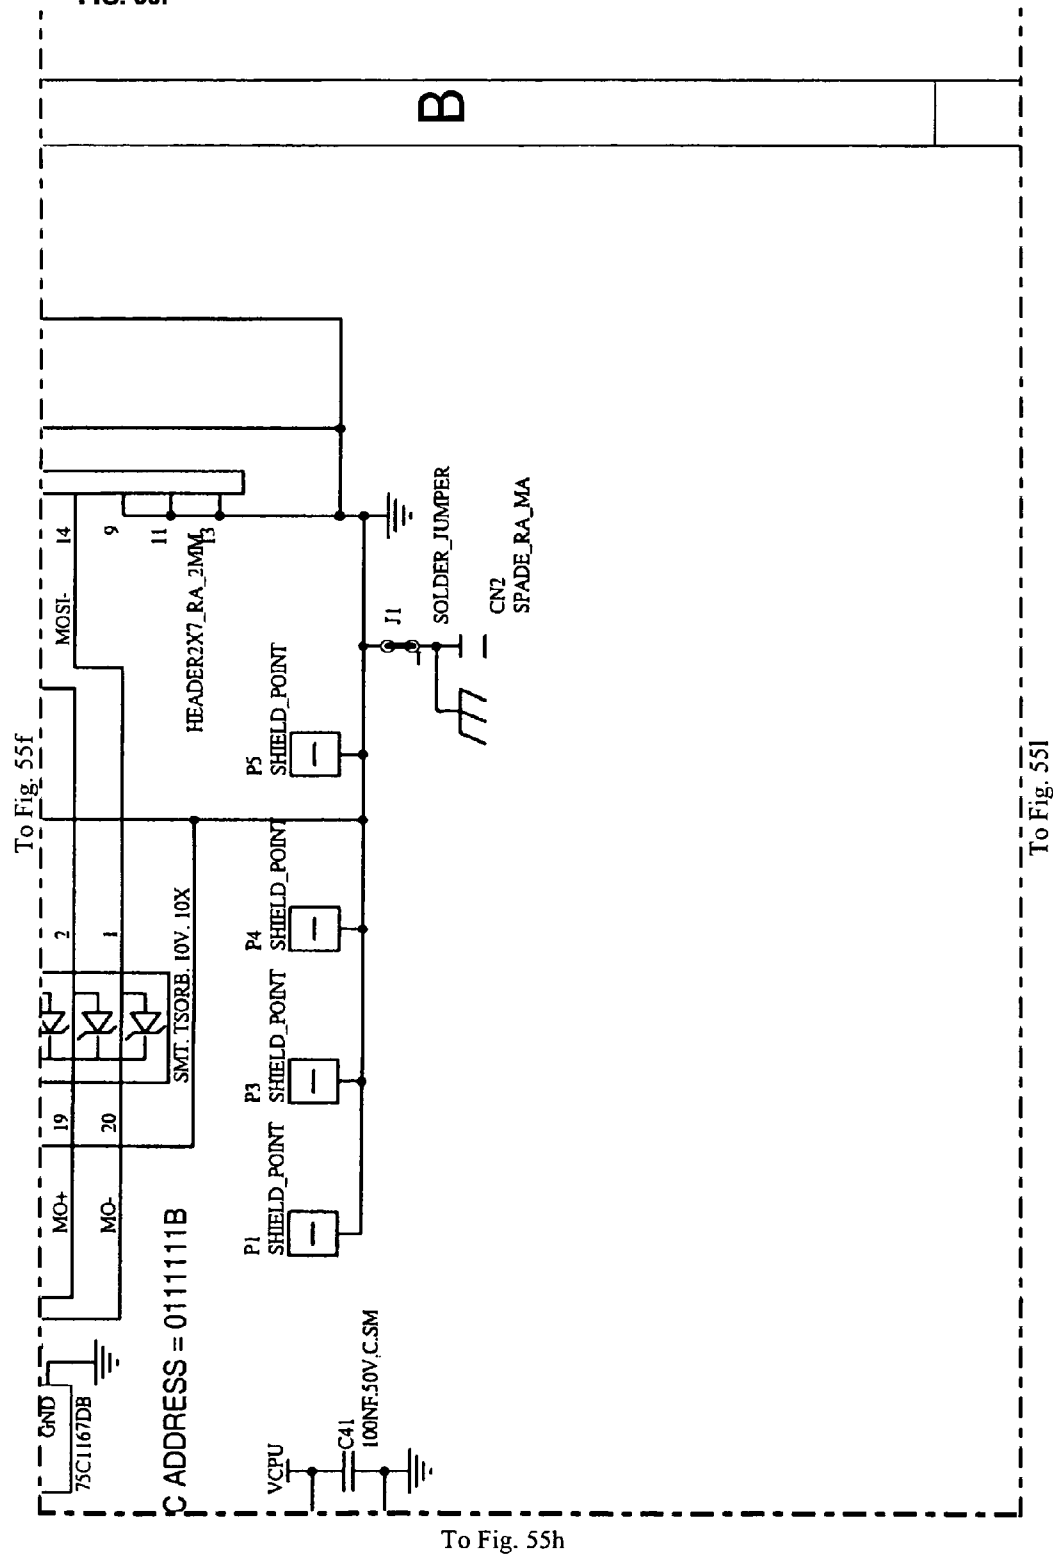 B
To Fig. 55f
14
9
11
13
MOSI-
HEADER2X7_RA_2MM
J1
SOLDER_JUMPER
CN2
SPADE_RA_MA
P5
SHIELD_POINT
P4
SHIELD_POINT
P3
SHIELD_POINT
P1
SHIELD_POINT
2
1
SMT. TSORB. 10V. 10X
19
20
MO+
MO-
C ADDRESS = 0111111B
GND
75C1167DB
VCPU
C41
100NF.50V,C.SM
To Fig. 55l
To Fig. 55h